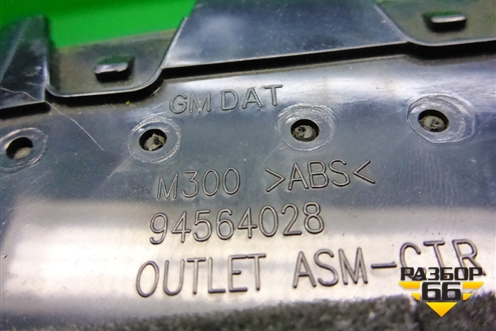 GM DAT
M300 >ABS<
94564028
OUTLET ASM-CTR
РАЗБОР
66